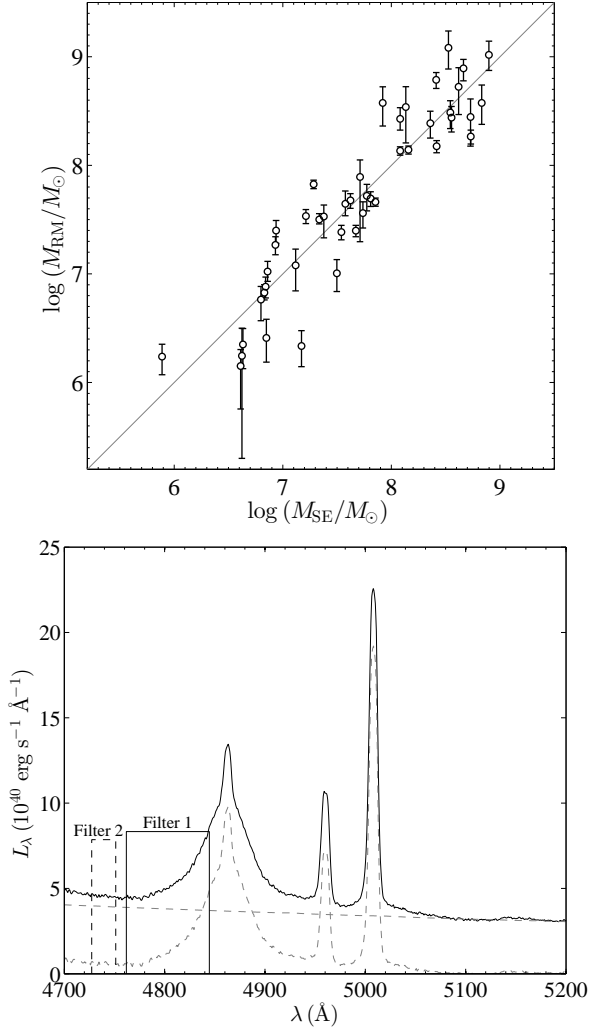 9
8
7
6
log (M_RM/M_⊙)
6 7 8 9
log (M_SE/M_⊙)
25
20
15
10
5
0
L_λ (10^40 erg s^−1 Å^−1)
Filter 2
Filter 1
4700 4800 4900 5000 5100 5200
λ (Å)